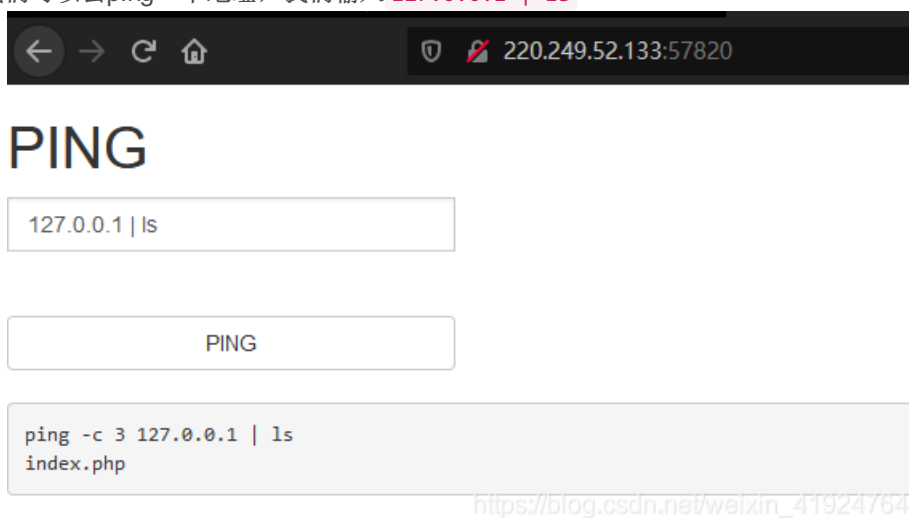 220.249.52.133:57820
PING
127.0.0.1 | ls
PING
ping -c 3 127.0.0.1 | ls
index.php
https://blog.csdn.net/weixin_41924764